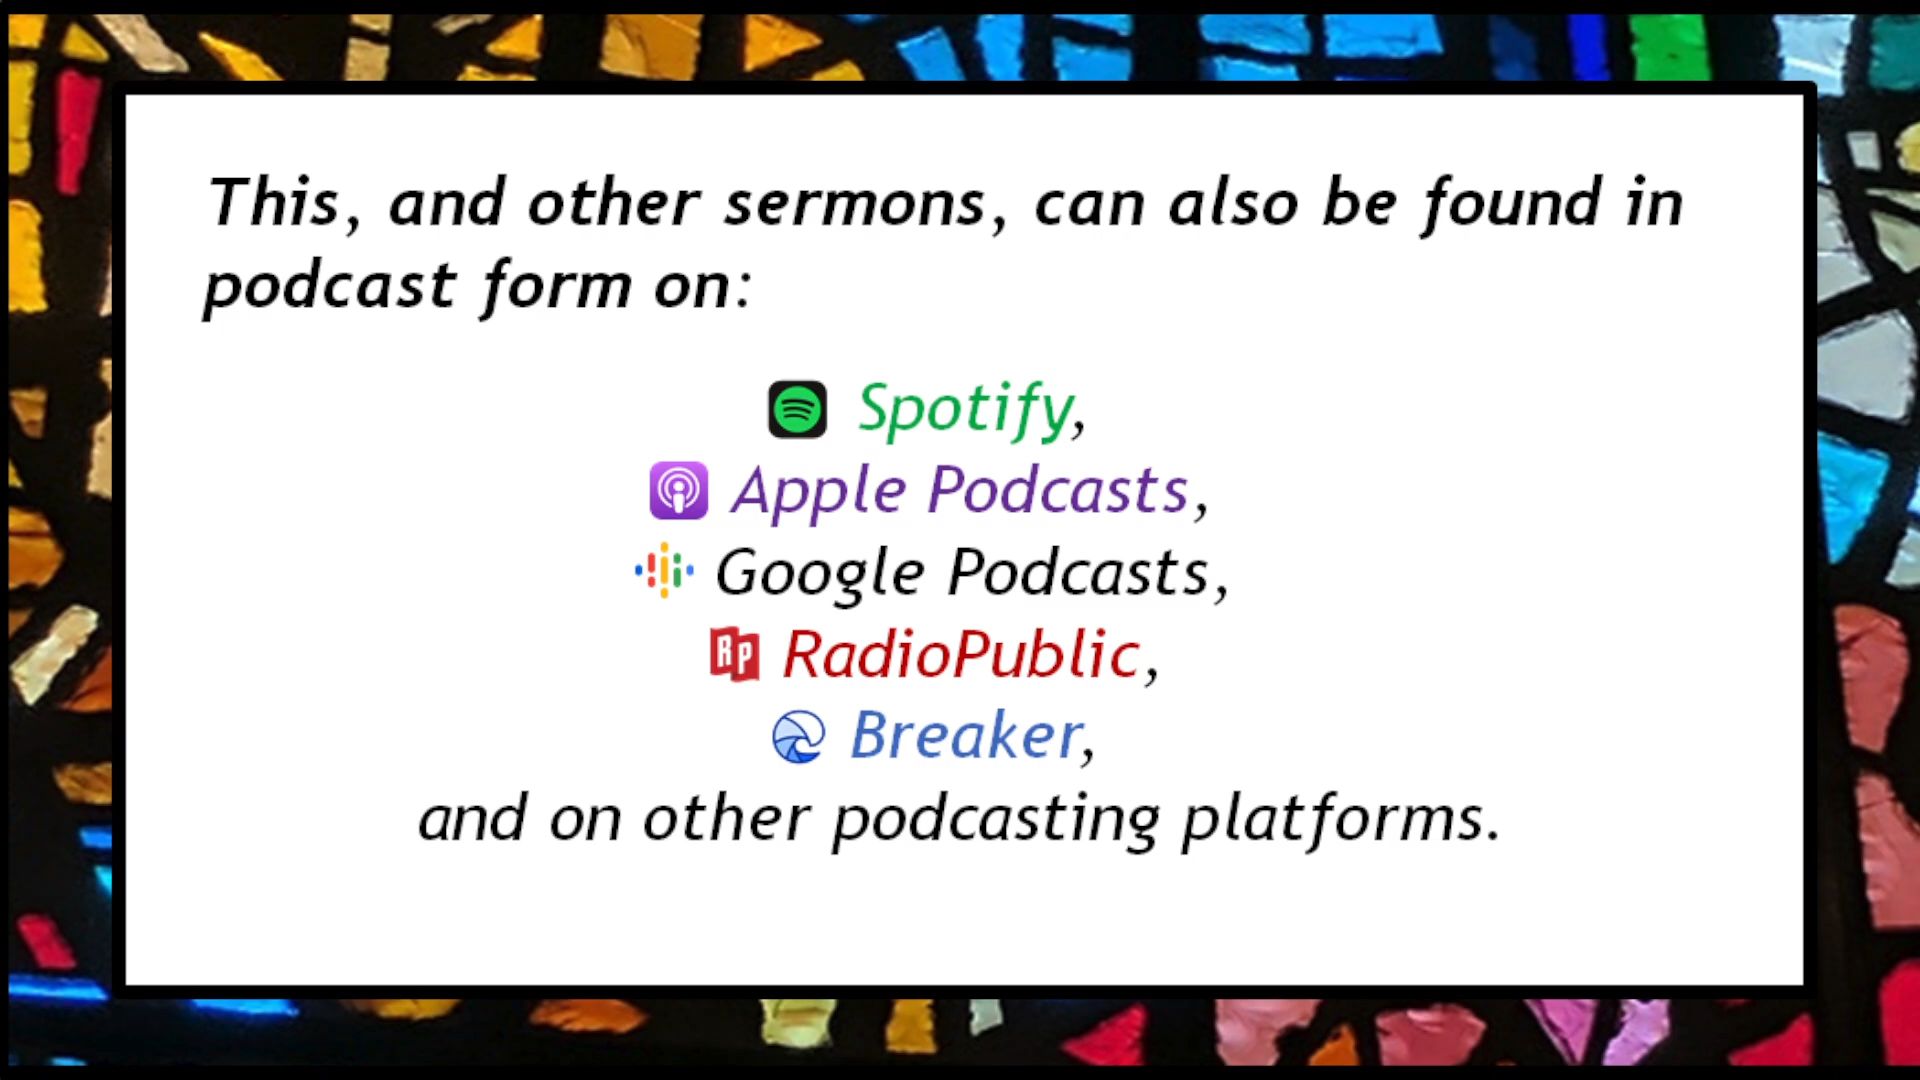 This, and other sermons, can also be found in
podcast form on:
Spotify,
Apple Podcasts,
Google Podcasts,
RP RadioPublic,
Breaker,
and on other podcasting platforms.